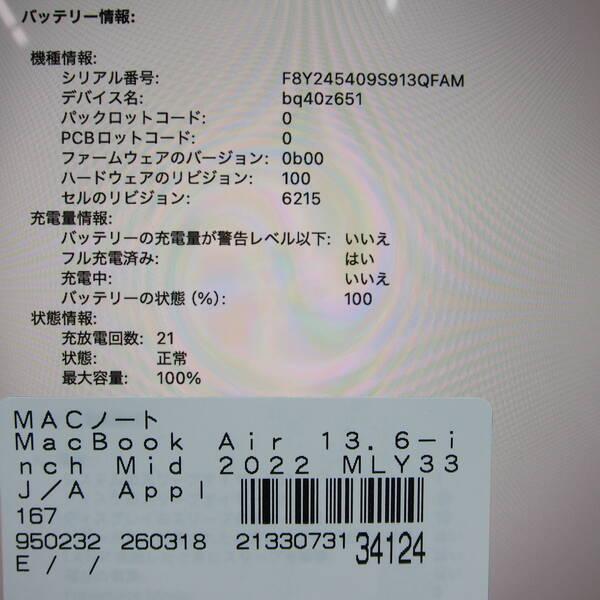 バッテリー情報:
機種情報:
シリアル番号: F8Y245409S913QFAM
デバイス名: bq40z651
パックロットコード: 0
PCBロットコード: 0
ファームウェアのバージョン: 0b00
ハードウェアのリビジョン: 100
セルのリビジョン: 6215
充電量情報:
バッテリーの充電量が警告レベル以下: いいえ
フル充電済み: はい
充電中: いいえ
バッテリーの状態（%）: 100
状態情報:
充放電回数: 21
状態: 正常
最大容量: 100%
MACノート
MacBook Air 13.6-i
nch Mid 2022 MLY33
J/A Appl
167
950232 260318 21330731 34124
E / /